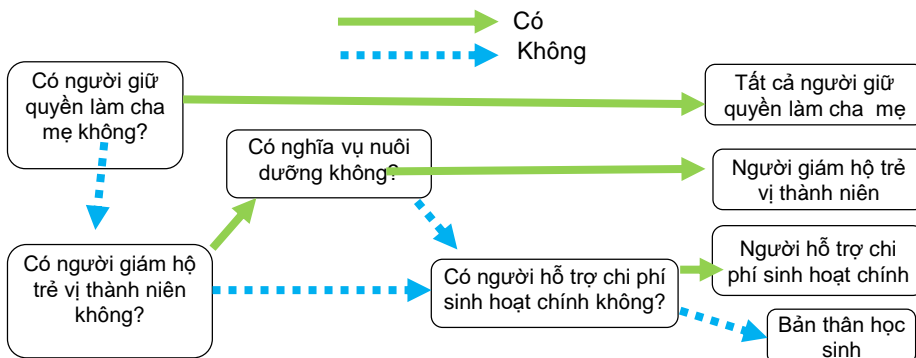 Có
Không
Có người giữ
quyền làm cha
mẹ không?
Tất cả người giữ
quyền làm cha mẹ
Có nghĩa vụ nuôi
dưỡng không?
Người giám hộ trẻ
vị thành niên
Có người giám hộ
trẻ vị thành niên
không?
Có người hỗ trợ chi phí
sinh hoạt chính không?
Người hỗ trợ chi
phí sinh hoạt chính
Bản thân học
sinh